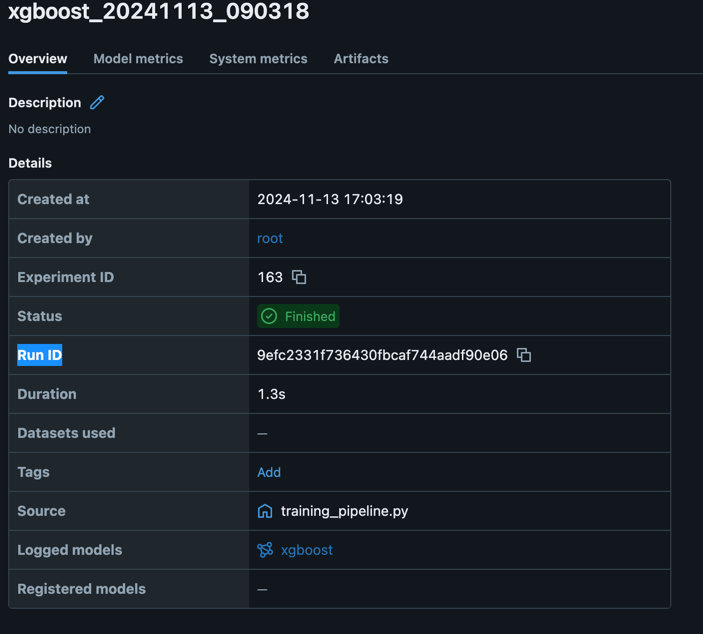 xgboost_20241113_090318
Overview Model metrics System metrics Artifacts
Description
No description
Details
Created at 2024-11-13 17:03:19
Created by root
Experiment ID 163
Status Finished
Run ID 9efc2331f736430fbcaf744aadf90e06
Duration 1.3s
Datasets used —
Tags Add
Source training_pipeline.py
Logged models xgboost
Registered models —